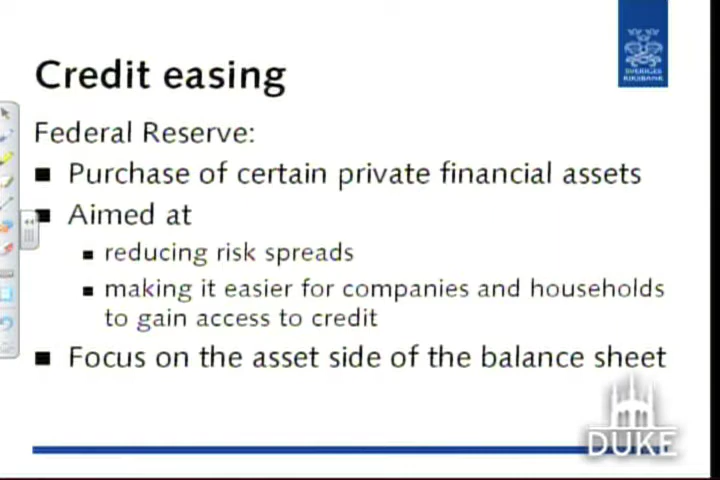 SVERIGES
RIKSBANK
Credit easing
Federal Reserve:
Purchase of certain private financial assets
Aimed at
reducing risk spreads
making it easier for companies and households
to gain access to credit
Focus on the asset side of the balance sheet
DUKE